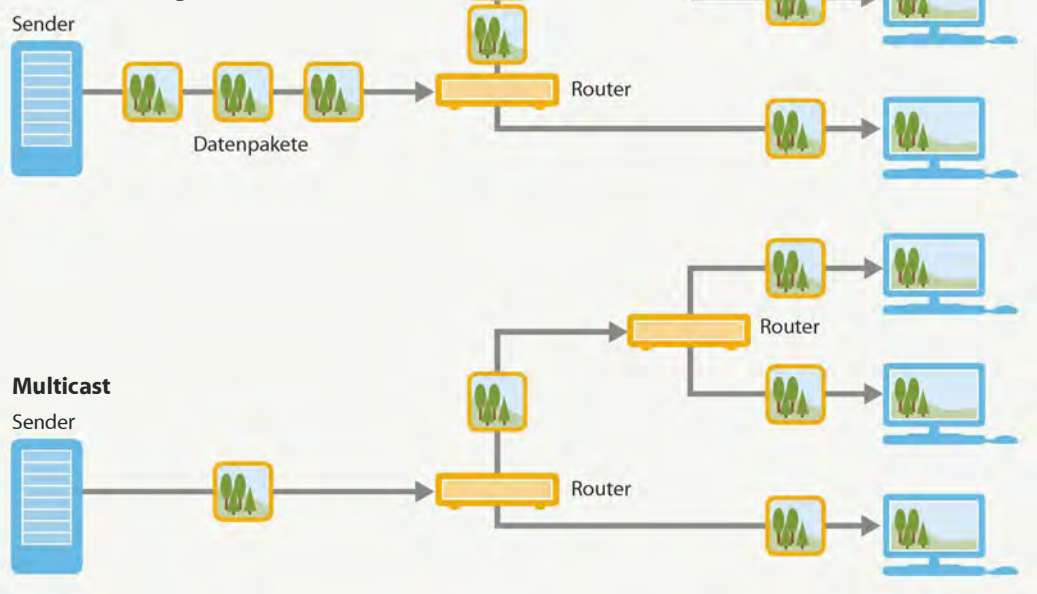 Sender
Router
Datenpakete
Router
Multicast
Sender
Router